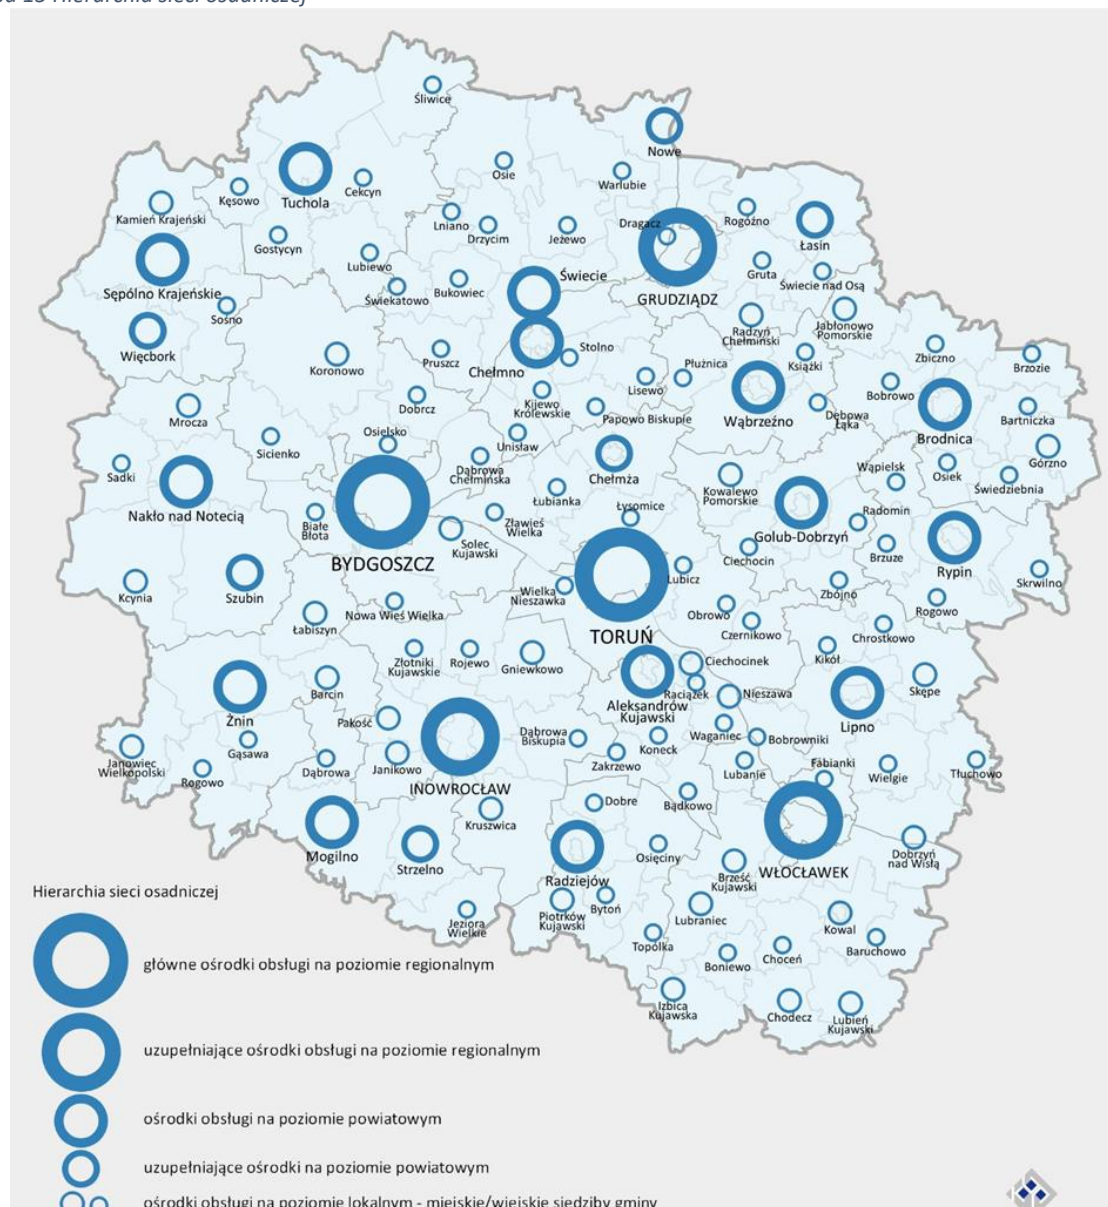 13 Hierarchia sieci osadniczej
Śliwice
Nowe
Osie
Warlubie
Tuchola
Cekcyn
Kęsowo
Kamień Krajeński
Lniano
Drzycim
Jeżewo
Dragacz
Rogóźno
Łasin
Gostycyn
Lubiewo
Sępólno Krajeńskie
Świekatowo
Bukowiec
Świecie
GRUDZIĄDZ
Gruta
Świecie nad Osą
Sośno
Więcbork
Koronowo
Pruszcz
Chełmno
Stolno
Radzyń
Chełmiński
Jabłonowo
Pomorskie
Płużnica
Książki
Zbiczno
Brzozie
Mrocza
Dobrcz
Kijewo
Królewskie
Lisewo
Papowo Biskupie
Wąbrzeźno
Dębowa
Łąka
Bobrowo
Brodnica
Bartniczka
Sicienko
Osielsko
Unisław
Sadki
Nakło nad Notecią
Dąbrowa
Chełmińska
Chełmża
Kowalewo
Pomorskie
Wąpielsk
Osiek
Górzno
Świedziebnia
Łubianka
Łysomice
Białe
Błota
BYDGOSZCZ
Solec
Kujawski
Zławieś
Wielka
Golub-Dobrzyń
Radomin
Brzuze
Rypin
Ciechocin
Kcynia
Szubin
Wielka
Nieszawka
Lubicz
Zbójno
Skrwilno
Rogowo
Łabiszyn
Nowa Wieś Wielka
TORUŃ
Obrowo
Czernikowo
Chrostkowo
Złotniki
Kujawskie
Rojewo
Gniewkowo
Ciechocinek
Kikół
Skępe
Żnin
Barcin
Raciążek
Aleksandrów
Kujawski
Nieszawa
Lipno
Pakość
Janowiec
Wielkopolski
Gąsawa
Rogowo
Dąbrowa
Janikowo
INOWROCŁAW
Dąbrowa
Biskupia
Zakrzewo
Koneck
Waganiec
Bobrowniki
Lubanie
Fabianki
Wielgie
Tłuchowo
Mogilno
Strzelno
Kruszwica
Dobre
Bądkowo
Radziejów
Osięciny
Brześć
Kujawski
WŁOCŁAWEK
Dobrzyń
nad Wisłą
Jeziora
Wielkie
Piotrków
Kujawski
Bytoń
Lubraniec
Kowal
Topólka
Boniewo
Choceń
Baruchowo
Izbica
Kujawska
Chodecz
Lubień
Kujawski
Hierarchia sieci osadniczej
główne ośrodki obsługi na poziomie regionalnym
uzupełniające ośrodki obsługi na poziomie regionalnym
ośrodki obsługi na poziomie powiatowym
uzupełniające ośrodki na poziomie powiatowym
ośrodki obsługi na poziomie lokalnym - miejskie/wiejskie siedziby gminy